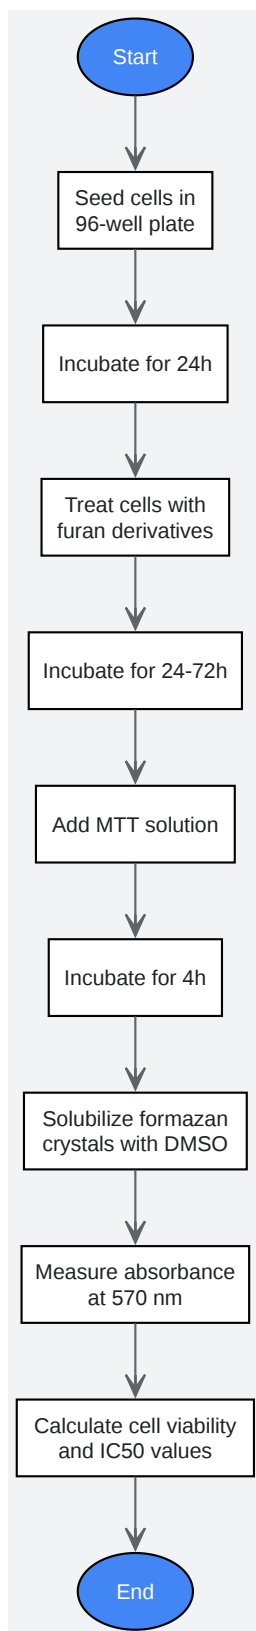 Start
Seed cells in
96-well plate
Incubate for 24h
Treat cells with
furan derivatives
Incubate for 24-72h
Add MTT solution
Incubate for 4h
Solubilize formazan
crystals with DMSO
Measure absorbance
at 570 nm
Calculate cell viability
and IC50 values
End